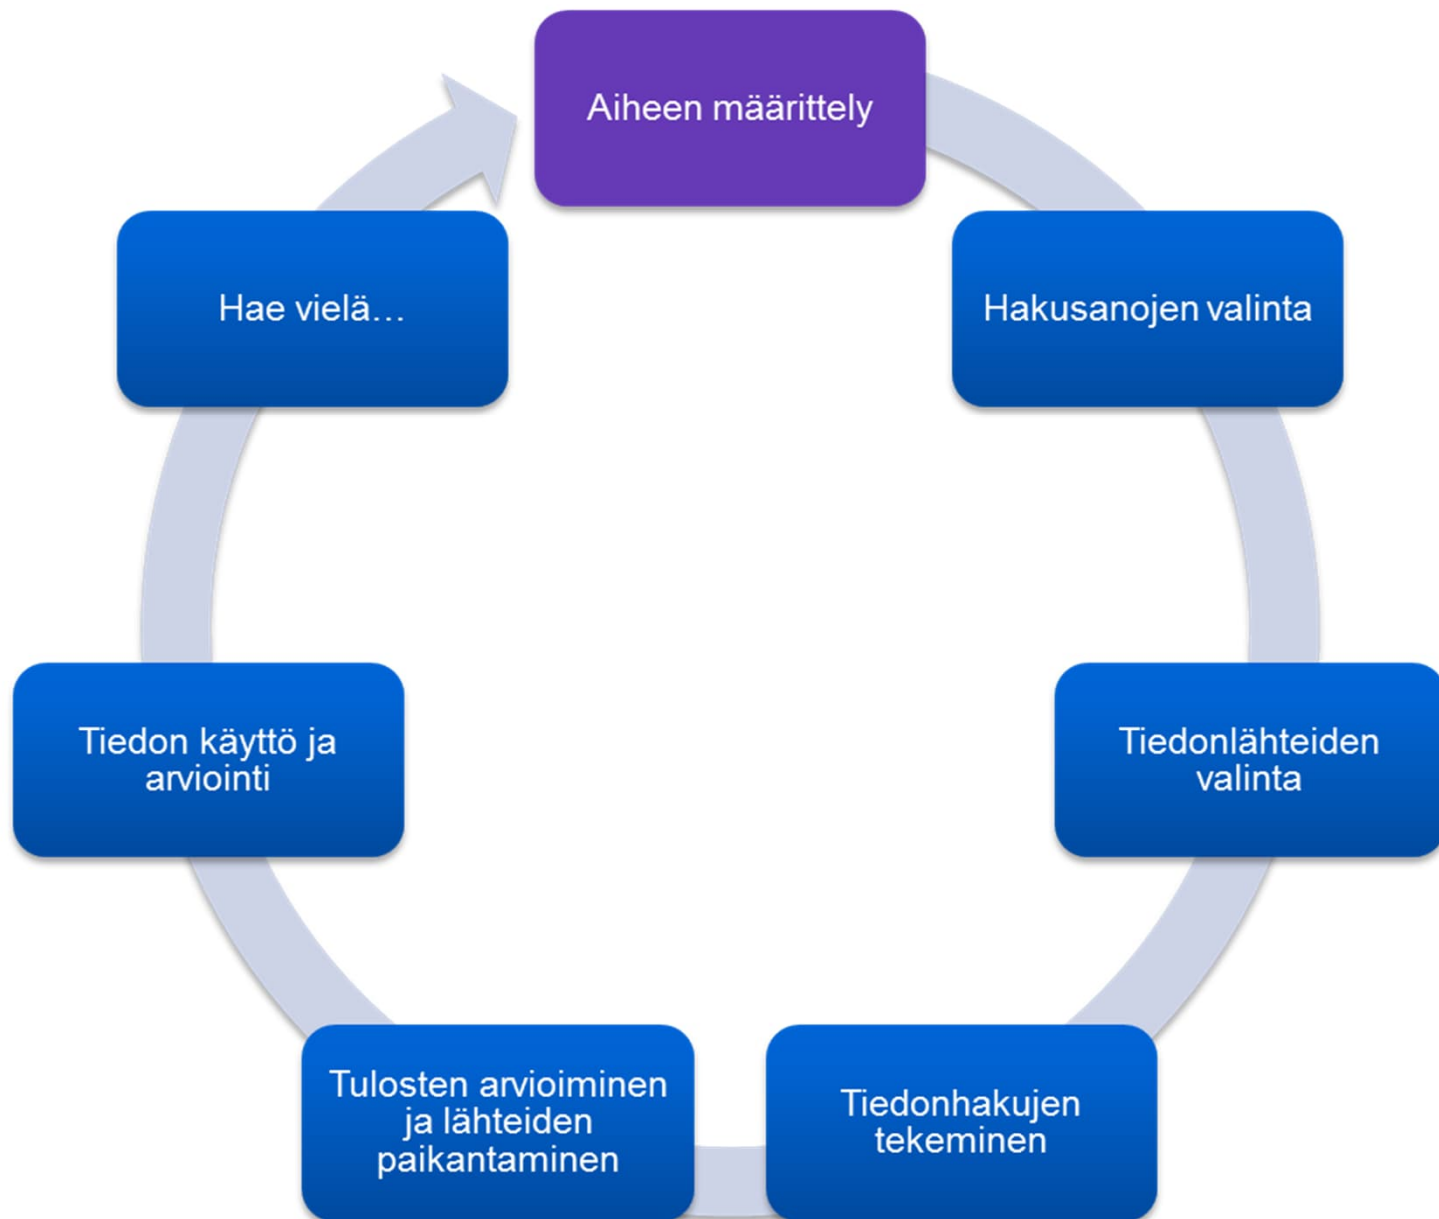 Aiheen määrittely
Hakusanojen valinta
Tiedonlähteiden
valinta
Tiedonhakujen
tekeminen
Tulosten arvioiminen
ja lähteiden
paikantaminen
Tiedon käyttö ja
arviointi
Hae vielä…